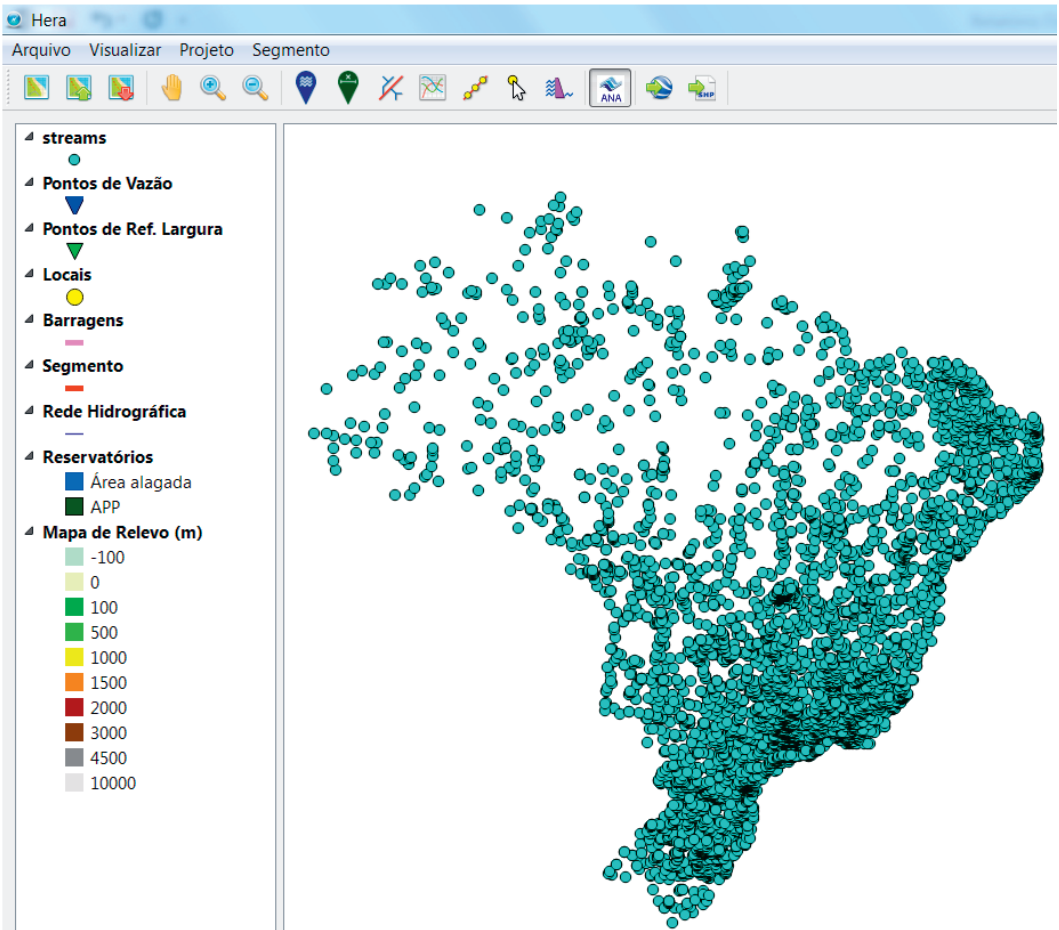 Hera
Arquivo Visualizar Projeto Segmento
ANA
SHP
streams
Pontos de Vazão
Pontos de Ref. Largura
Locais
Barragens
Segmento
Rede Hidrográfica
Reservatórios
Área alagada
APP
Mapa de Relevo (m)
-100
0
100
500
1000
1500
2000
3000
4500
10000